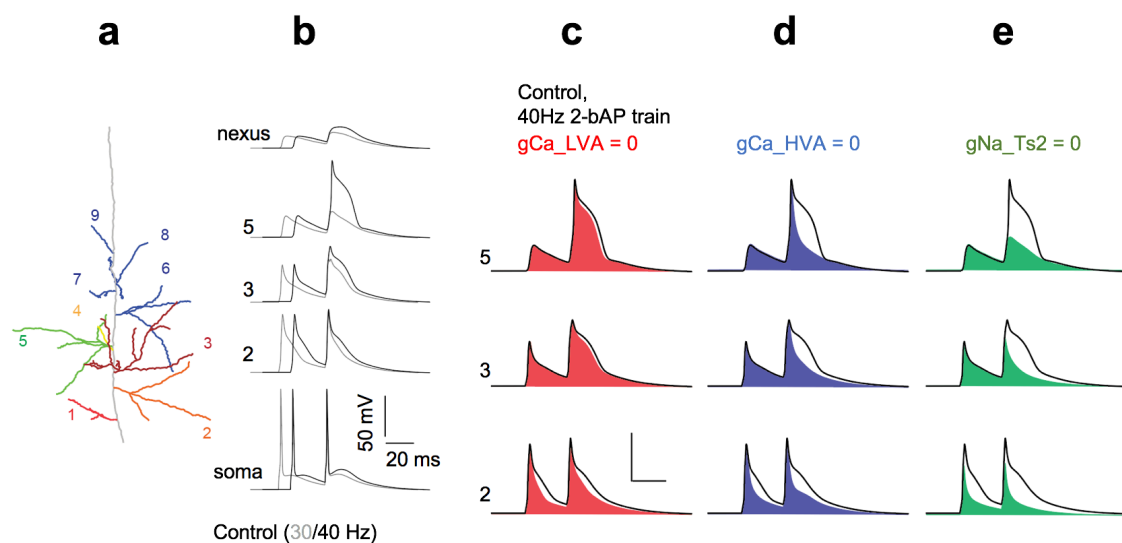 a b c d e
Control,
40Hz 2-bAP train
gCa_LVA = 0 gCa_HVA = 0 gNa_Ts2 = 0
nexus
9
8
7
6
4
5
3
1
2
5
3
2
soma
50 mV
20 ms
Control (30/40 Hz)
5
3
2